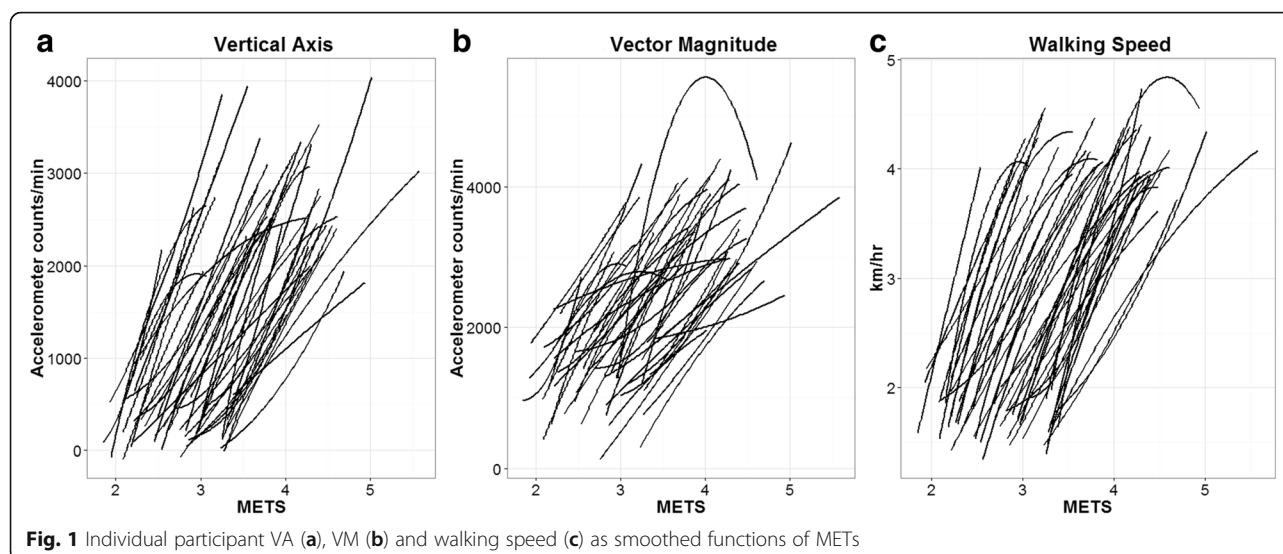 a
Vertical Axis
Accelerometer counts/min
4000
3000
2000
1000
0
2 3 4 5
METS
b
Vector Magnitude
Accelerometer counts/min
4000
2000
0
2 3 4 5
METS
c
Walking Speed
km/hr
5
4
3
2
2 3 4 5
METS
Fig. 1 Individual participant VA (a), VM (b) and walking speed (c) as smoothed functions of METs